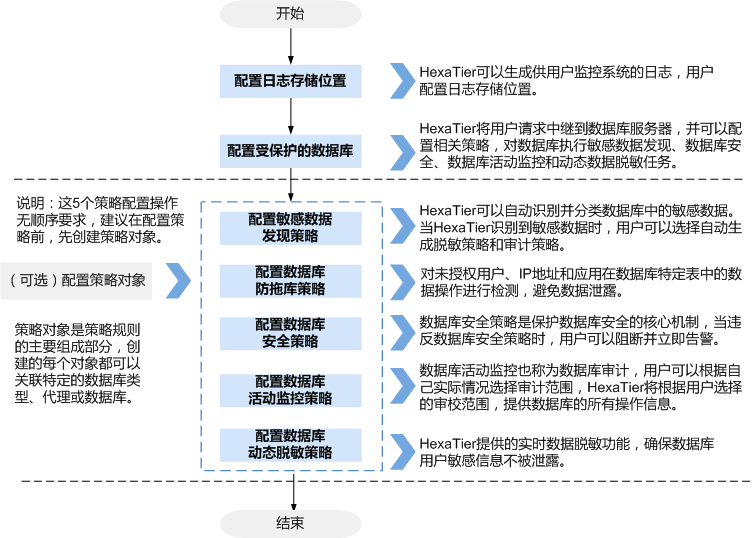 开始
配置日志存储位置
HexaTier可以生成供用户监控系统的日志，用户
配置日志存储位置。
配置受保护的数据库
HexaTier将用户请求中继到数据库服务器，并可以配
置相关策略，对数据库执行敏感数据发现、数据库安
全、数据库活动监控和动态数据脱敏任务。
说明：这5个策略配置操作
无顺序要求，建议在配置策
略前，先创建策略对象。
（可选）配置策略对象
策略对象是策略规则
的主要组成部分，创
建的每个对象都可以
关联特定的数据库类
型、代理或数据库。
配置敏感数据
发现策略
HexaTier可以自动识别并分类数据库中的敏感数据。
当HexaTier识别到敏感数据时，用户可以选择自动生
成脱敏策略和审计策略。
配置数据库
防拖库策略
对未授权用户、IP地址和应用在数据库特定表中的数
据操作进行检测，避免数据泄露。
配置数据库
安全策略
数据库安全策略是保护数据库安全的核心机制，当违
反数据库安全策略时，用户可以阻断并立即告警。
配置数据库
活动监控策略
数据库活动监控也称为数据库审计，用户可以根据自
己实际情况选择审计范围，HexaTier将根据用户选择
的审校范围，提供数据库的所有操作信息。
配置数据库
动态脱敏策略
HexaTier提供的实时数据脱敏功能，确保数据库
用户敏感信息不被泄露。
结束